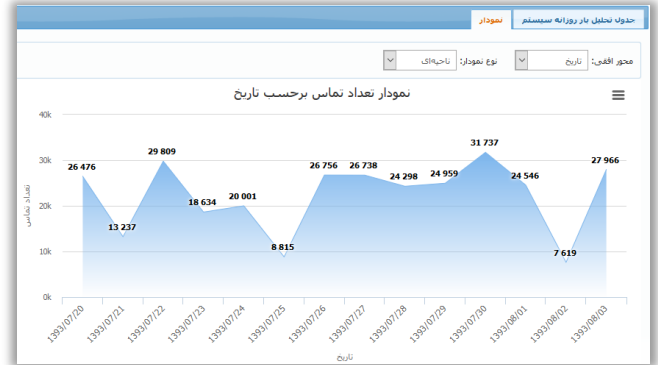 جدول تحلیل بار روزانه سیستم نمودار
محور افقی: تاریخ نوع نمودار: ناحیه‌ای
نمودار تعداد تماس برحسب تاریخ
40k
30k
20k
10k
0k
تعداد تماس
26 476
13 237
29 809
18 634
20 001
8 815
26 756
26 738
24 298
24 959
31 737
24 546
7 619
27 966
1393/07/20
1393/07/21
1393/07/22
1393/07/23
1393/07/24
1393/07/25
1393/07/26
1393/07/27
1393/07/28
1393/07/29
1393/07/30
1393/08/01
1393/08/02
1393/08/03
تاریخ